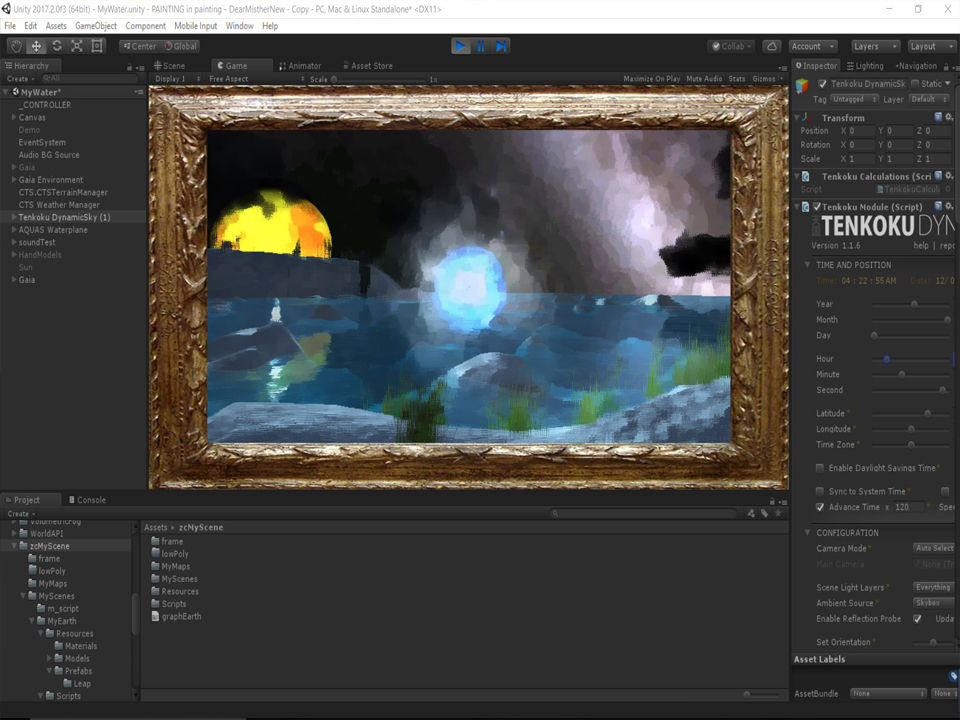 Unity 2017.2.0f3 (64bit) - MyWater.unity - PAINTING in painting - DearMistherNew - Copy - PC, Mac & Linux Standalone* <DX11>
File Edit Assets GameObject Component Mobile Input Window Help
Center Global Collab Account Layers Layout
Hierarchy Scene Game Animator Asset Store Inspector Lighting Navigation
Create All Display 1 Free Aspect Scale 1x Maximize On Play Mute Audio Stats Gizmos
MyWater*
_CONTROLLER
Canvas
Demo
EventSystem
Audio BG Source
Gaia
Gaia Environment
CTS.CTSTerrainManager
CTS Weather Manager
Tenkoku DynamicSky (1)
AQUAS Waterplane
soundTest
HandModels
Sun
Gaia
Tenkoku DynamicSk Static
Tag Untagged Layer Default
Transform
Position X 0 Y 0 Z 0
Rotation X 0 Y 0 Z 0
Scale X 1 Y 1 Z 1
Tenkoku Calculations (Scri
Script TenkokuCalcul
Tenkoku Module (Script)
TENKOKU DYN
Version 1.1.6 help | repo
TIME AND POSITION
Time: 04 : 22 : 55 AM Date: 12/ 0
Year
Month
Day
Hour
Minute
Second
Latitude
Longitude
Time Zone
Enable Daylight Savings Time
Sync to System Time
Advance Time x 120 Spe
CONFIGURATION
Camera Mode Auto Select
Main Camera None (Tr
Scene Light Layers Everything
Ambient Source Skybox
Enable Reflection Probe Upda
Set Orientation
Asset Labels
AssetBundle None None
Project Console
Create
VolumetricFog
WorldAPI
zcMyScene
frame
lowPoly
MyMaps
MyScenes
m_script
MyEarth
Resources
Materials
Models
Prefabs
Leap
Scripts
Assets zcMyScene
frame
lowPoly
MyMaps
MyScenes
Resources
Scripts
graphEarth